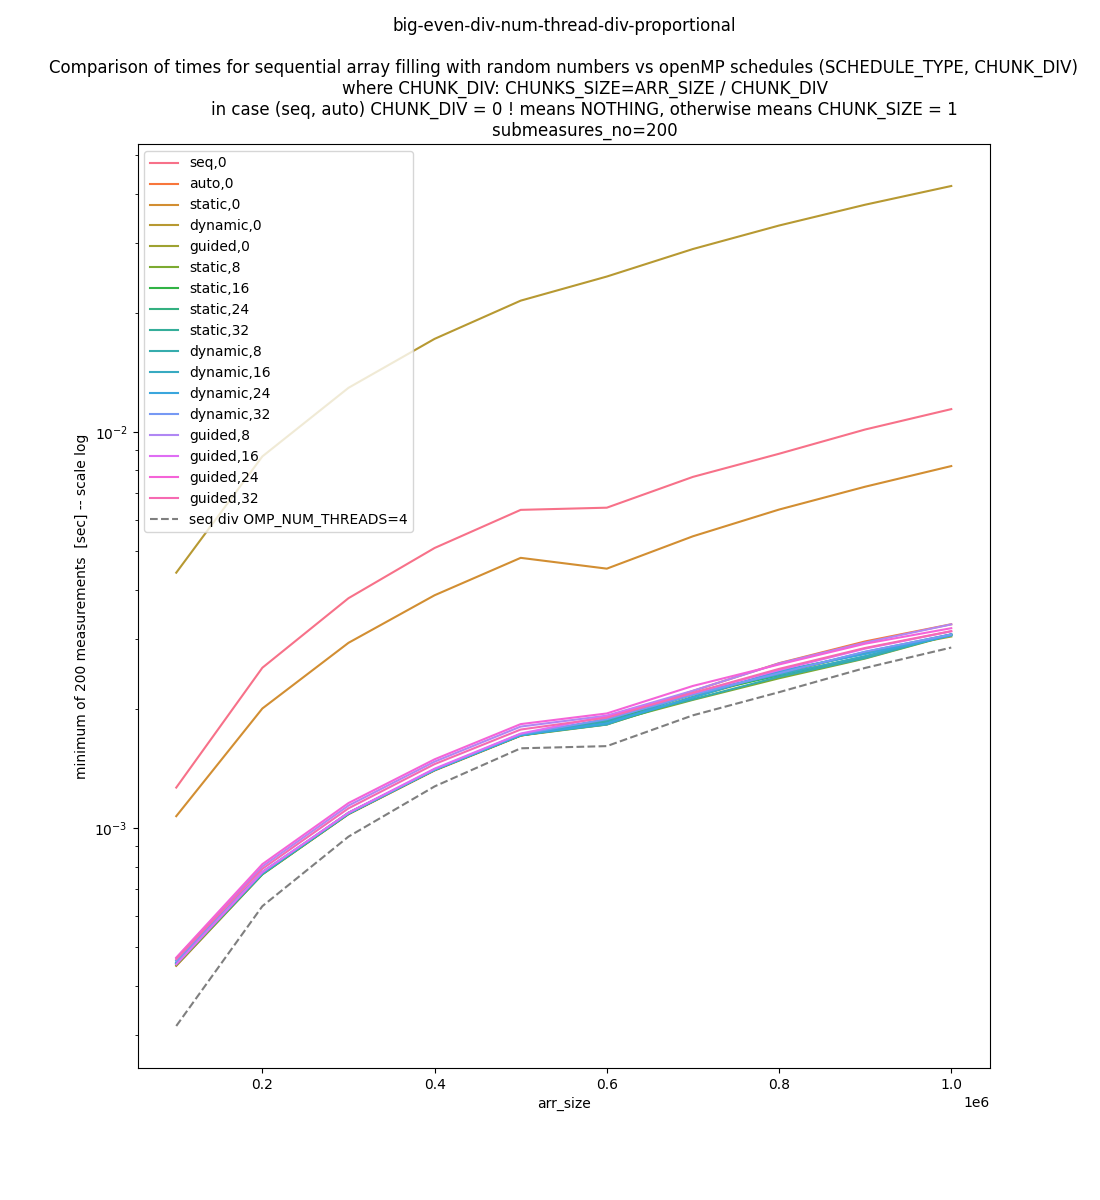 big-even-div-num-thread-div-proportional
Comparison of times for sequential array filling with random numbers vs openMP schedules (SCHEDULE_TYPE, CHUNK_DIV)
where CHUNK_DIV: CHUNKS_SIZE=ARR_SIZE / CHUNK_DIV
in case (seq, auto) CHUNK_DIV = 0 ! means NOTHING, otherwise means CHUNK_SIZE = 1
submeasures_no=200
seq,0
auto,0
static,0
dynamic,0
guided,0
static,8
static,16
static,24
static,32
dynamic,8
dynamic,16
dynamic,24
dynamic,32
guided,8
guided,16
guided,24
guided,32
seq div OMP_NUM_THREADS=4
minimum of 200 measurements  [sec] -- scale log
10⁻²
10⁻³
0.2 0.4 0.6 0.8 1.0
1e6
arr_size